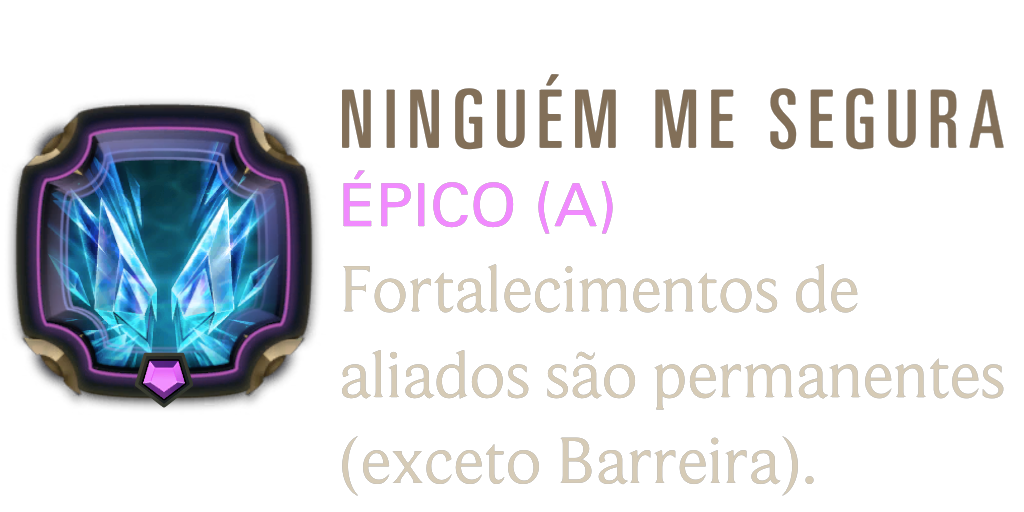 NINGUÉM ME SEGURA
ÉPICO (A)
Fortalecimentos de
aliados são permanentes
(exceto Barreira).